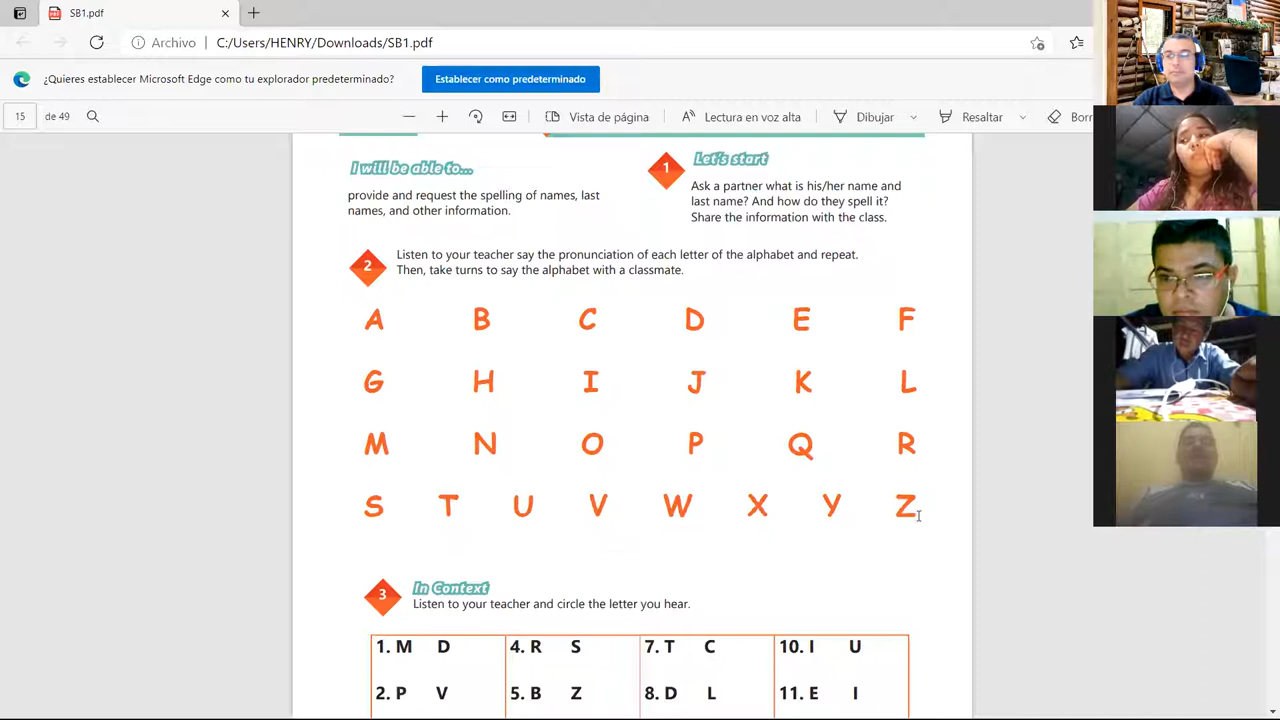 SB1.pdf
Archivo C:/Users/HENRY/Downloads/SB1.pdf
¿Quieres establecer Microsoft Edge como tu explorador predeterminado? Establecer como predeterminado
15 de 49 Vista de página Lectura en voz alta Dibujar Resaltar Borr
I will be able to...
provide and request the spelling of names, last
names, and other information.
1 Let's start
Ask a partner what is his/her name and
last name? And how do they spell it?
Share the information with the class.
2 Listen to your teacher say the pronunciation of each letter of the alphabet and repeat.
Then, take turns to say the alphabet with a classmate.
A B C D E F
G H I J K L
M N O P Q R
S T U V W X Y Z
3 In Context
Listen to your teacher and circle the letter you hear.
1. M D 4. R S 7. T C 10. I U
2. P V 5. B Z 8. D L 11. E I